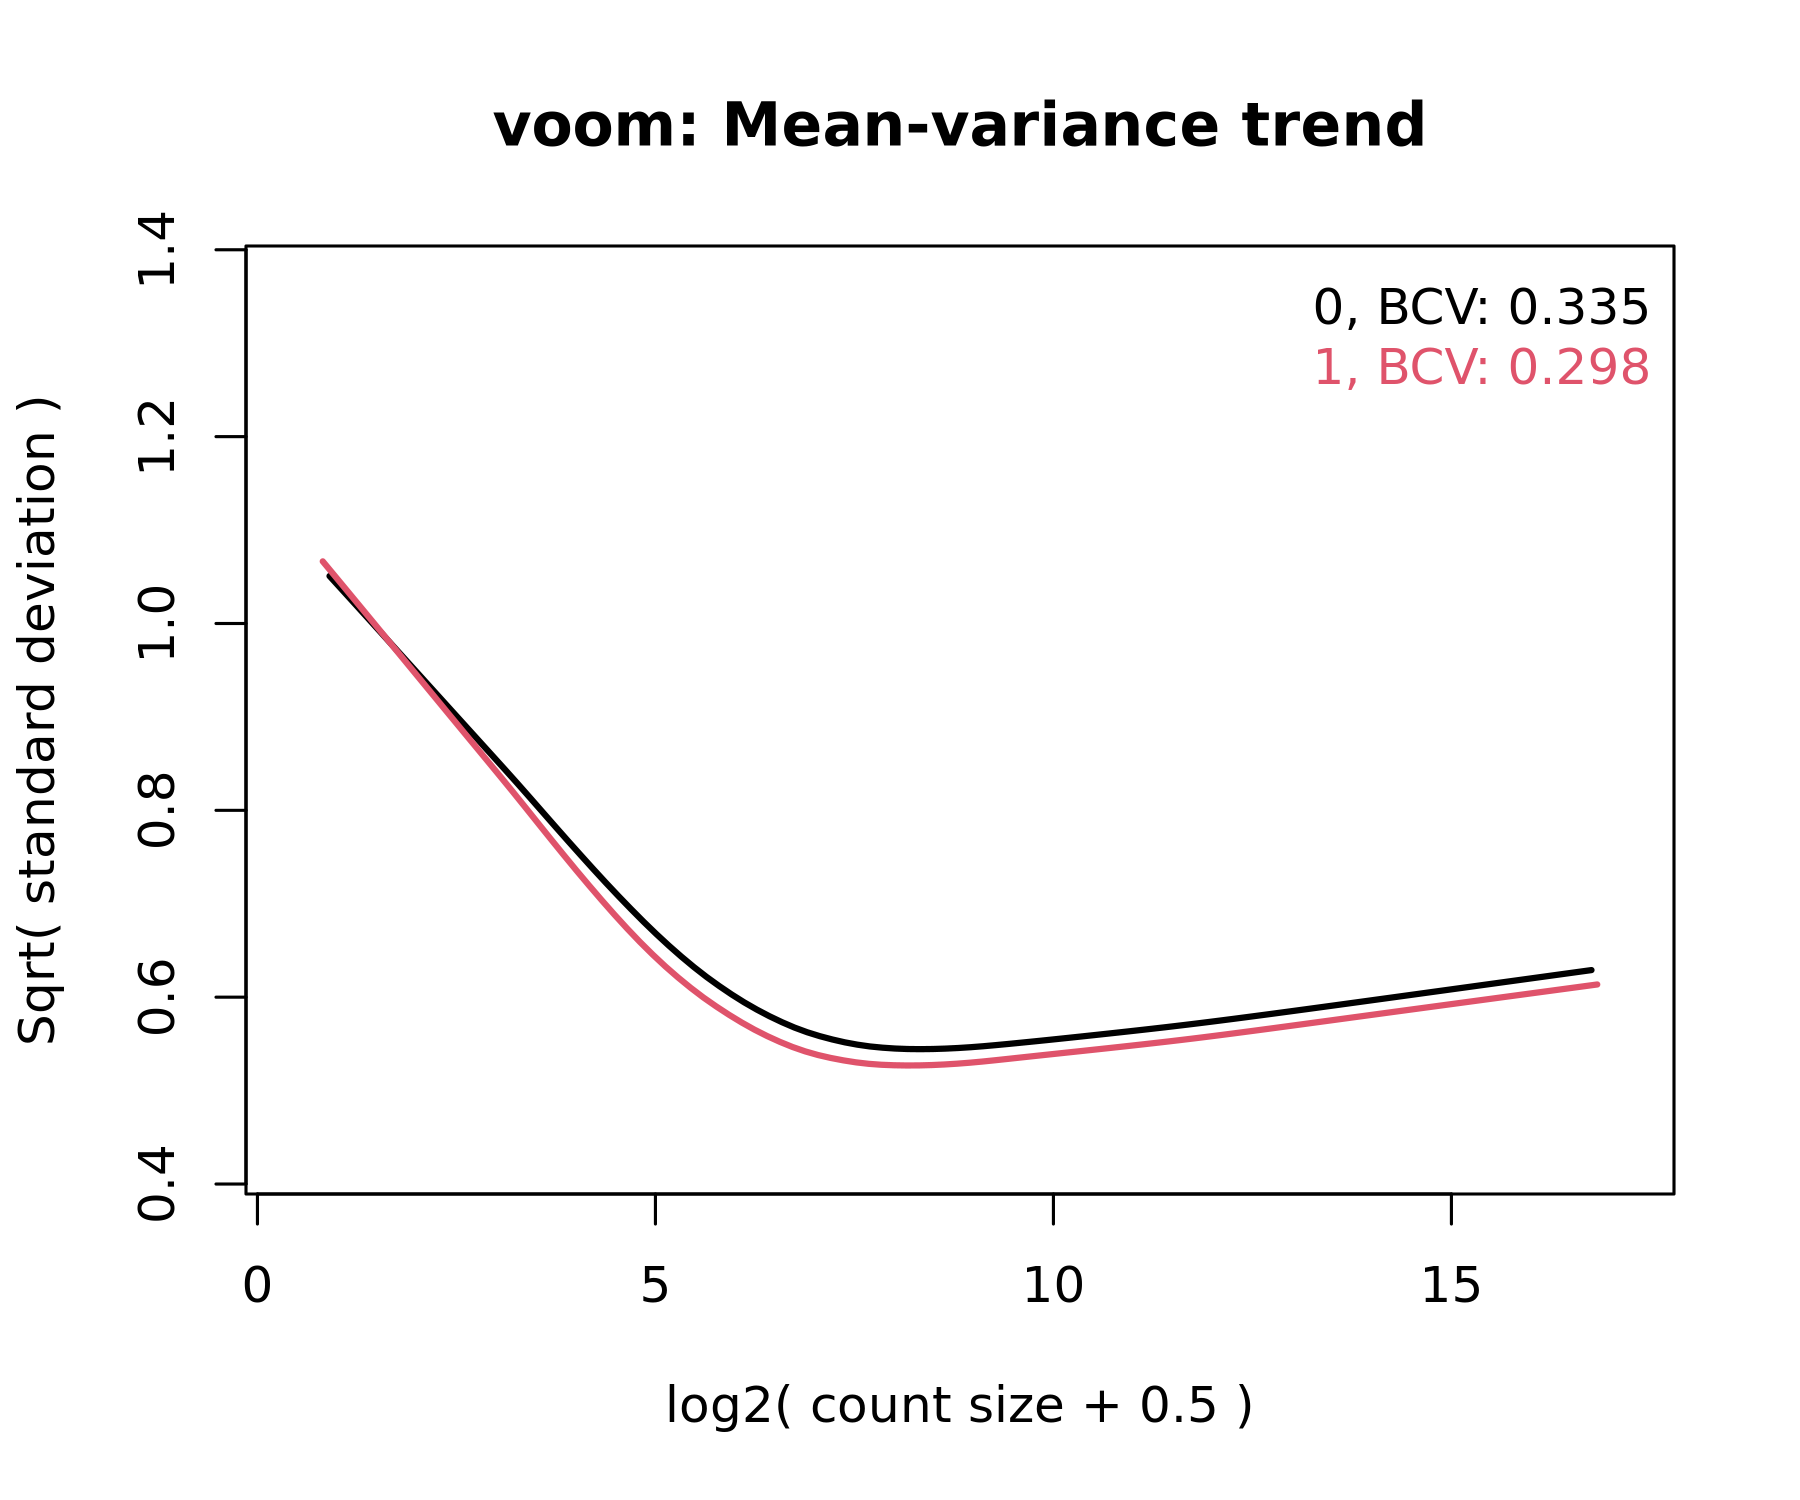 voom: Mean-variance trend
0, BCV: 0.335
1, BCV: 0.298
Sqrt( standard deviation )
1.4
1.2
1.0
0.8
0.6
0.4
0 5 10 15
log2( count size + 0.5 )